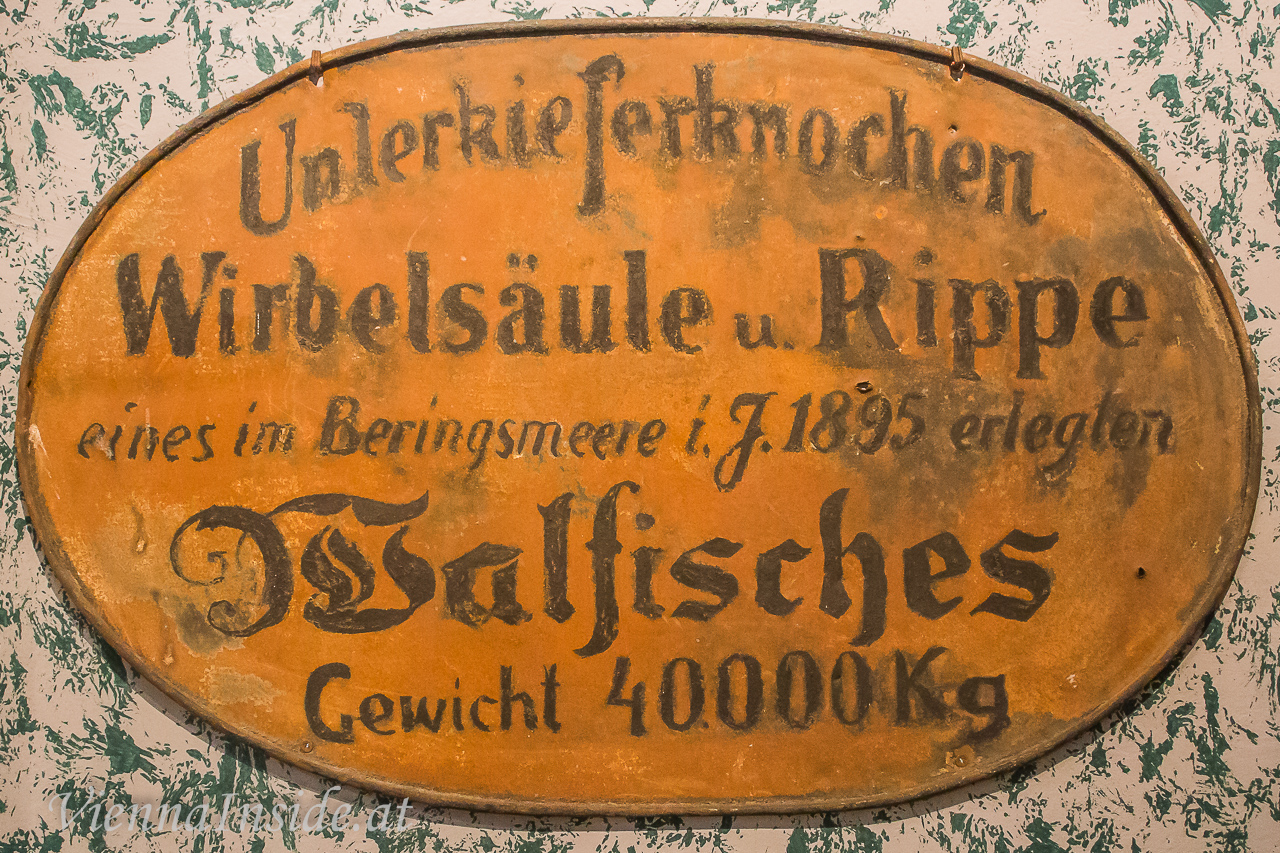 Unterkieferknochen
Wirbelsäule u. Rippe
eines im Beringsmeere i. J. 1895 erlegten
Walfisches
Gewicht 40.000 Kg
ViennaInside.at